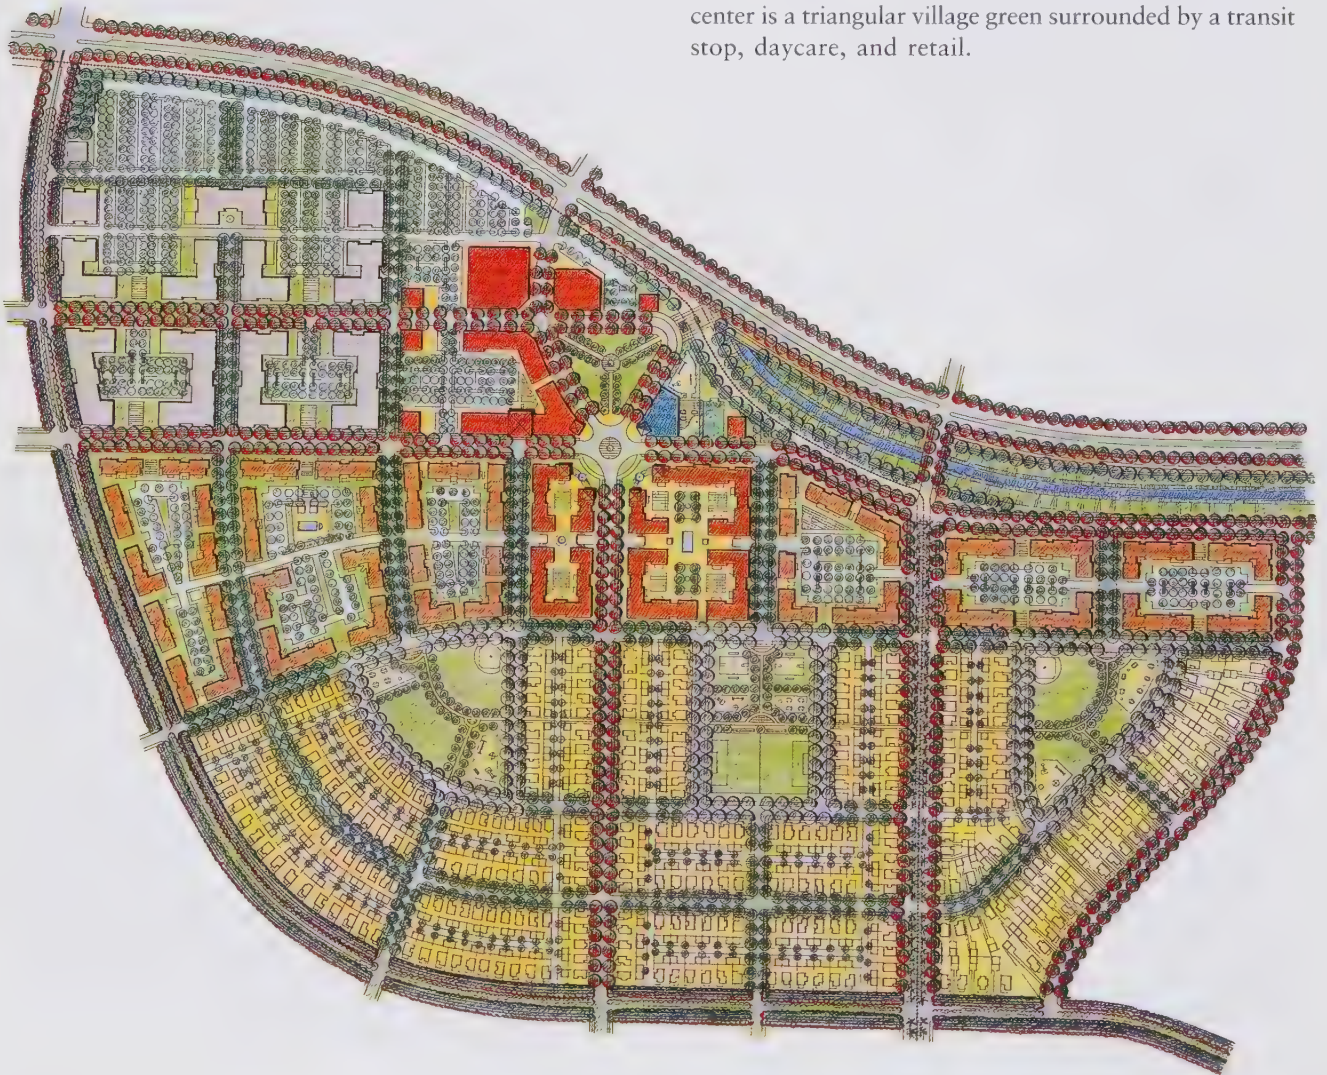 center is a triangular village green surrounded by a transit
stop, daycare, and retail.